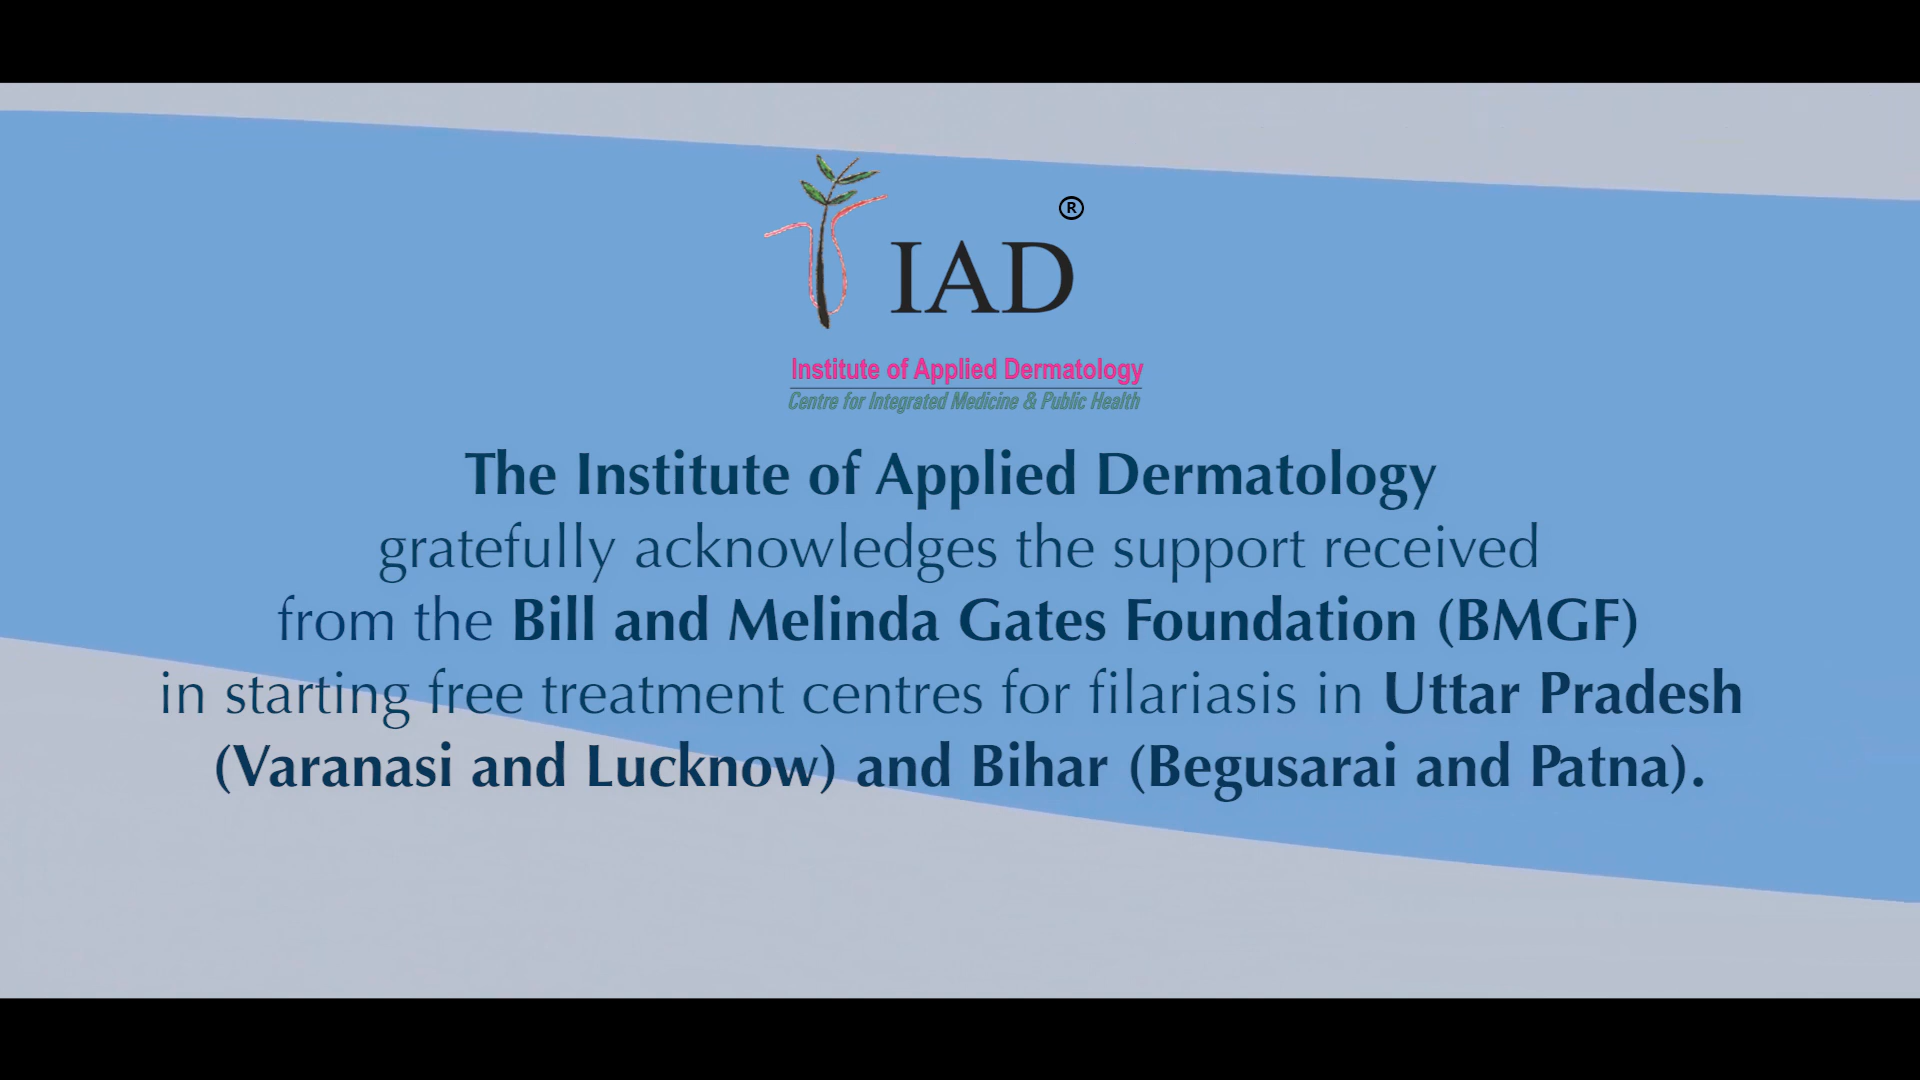 ®
IAD
Institute of Applied Dermatology
Centre for Integrated Medicine & Public Health
The Institute of Applied Dermatology
gratefully acknowledges the support received
from the Bill and Melinda Gates Foundation (BMGF)
in starting free treatment centres for filariasis in Uttar Pradesh
(Varanasi and Lucknow) and Bihar (Begusarai and Patna).